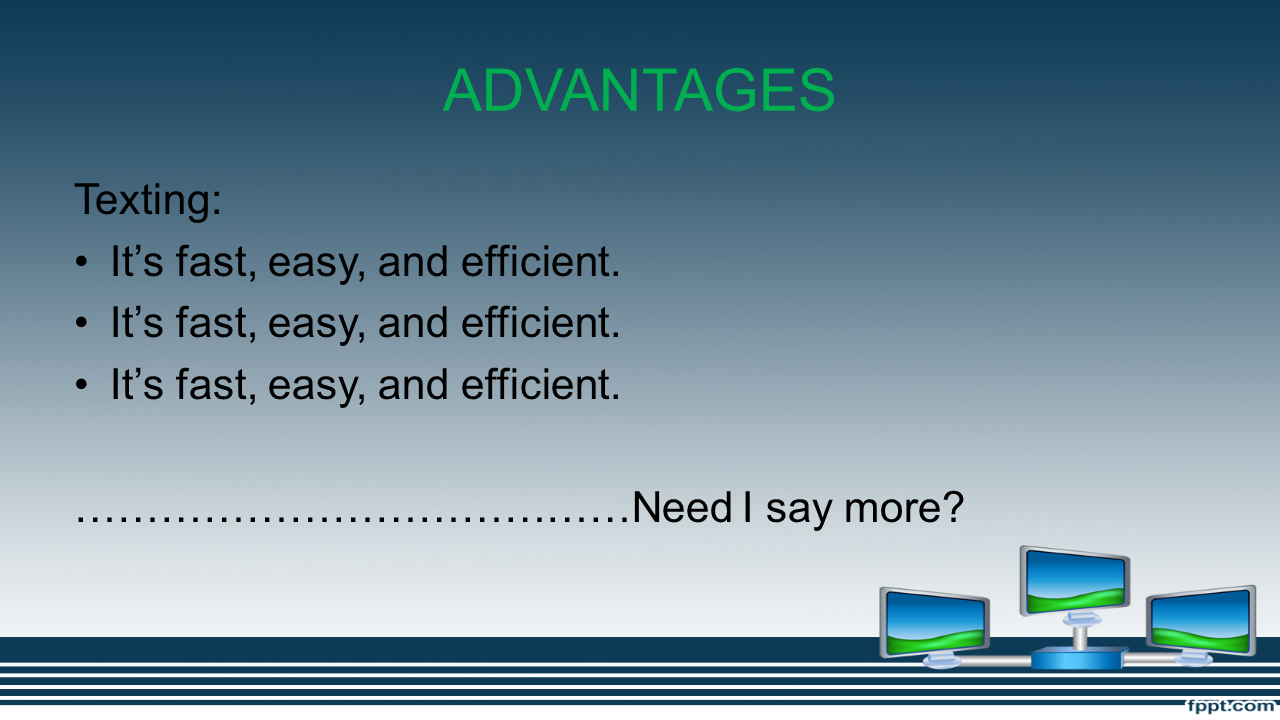 ADVANTAGES
Texting:
• It’s fast, easy, and efficient.
• It’s fast, easy, and efficient.
• It’s fast, easy, and efficient.
…………………………………Need I say more?
fppt.com